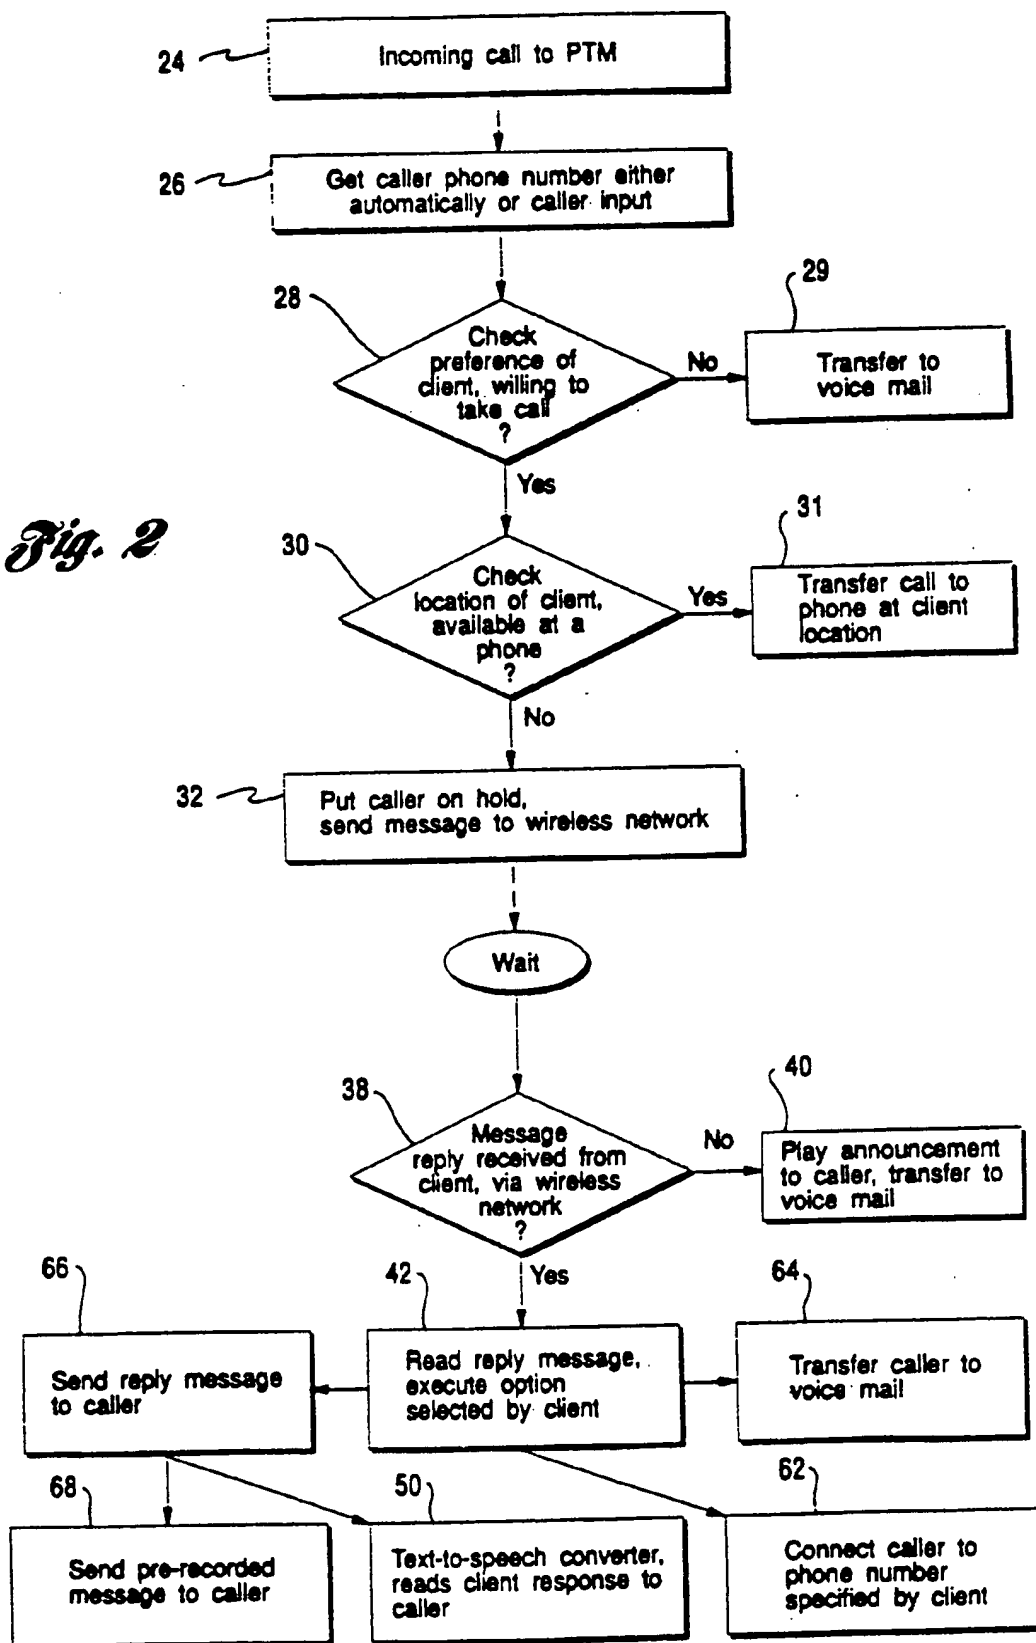 24
Incoming call to PTM
26
Get caller phone number either
automatically or caller input
28
Check
preference of
client, willing to
take call
?
No
29
Transfer to
voice mail
Yes
Fig. 2
30
Check
location of client,
available at a
phone
?
Yes
31
Transfer call to
phone at client
location
No
32
Put caller on hold,
send message to wireless network
Wait
38
Message
reply received from
client, via wireless
network
?
No
40
Play announcement
to caller, transfer to
voice mail
Yes
66
Send reply message
to caller
42
Read reply message,
execute option
selected by client
64
Transfer caller to
voice mail
68
Send pre-recorded
message to caller
50
Text-to-speech converter,
reads client response to
caller
62
Connect caller to
phone number
specified by client